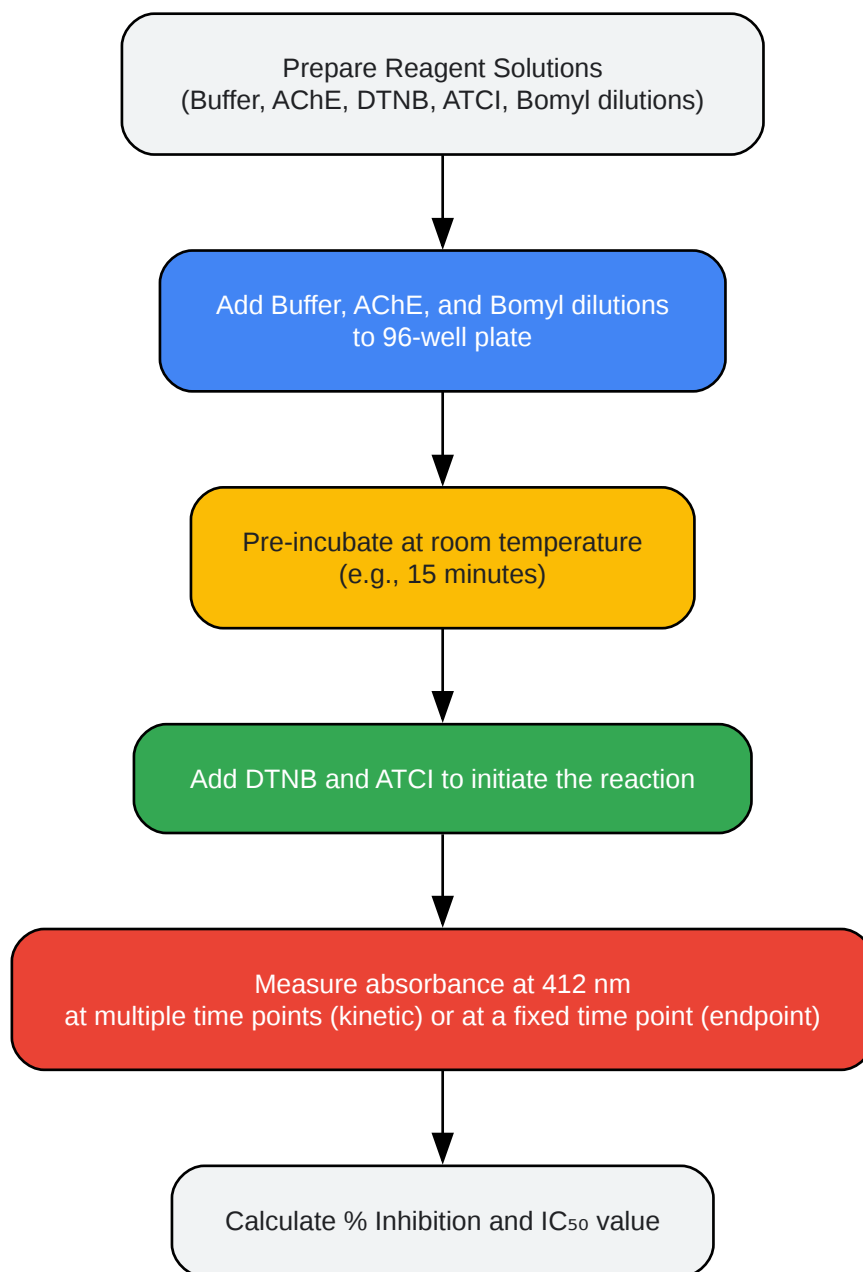 Prepare Reagent Solutions
(Buffer, AChE, DTNB, ATCI, Bomyl dilutions)
Add Buffer, AChE, and Bomyl dilutions
to 96-well plate
Pre-incubate at room temperature
(e.g., 15 minutes)
Add DTNB and ATCI to initiate the reaction
Measure absorbance at 412 nm
at multiple time points (kinetic) or at a fixed time point (endpoint)
Calculate % Inhibition and IC₅₀ value